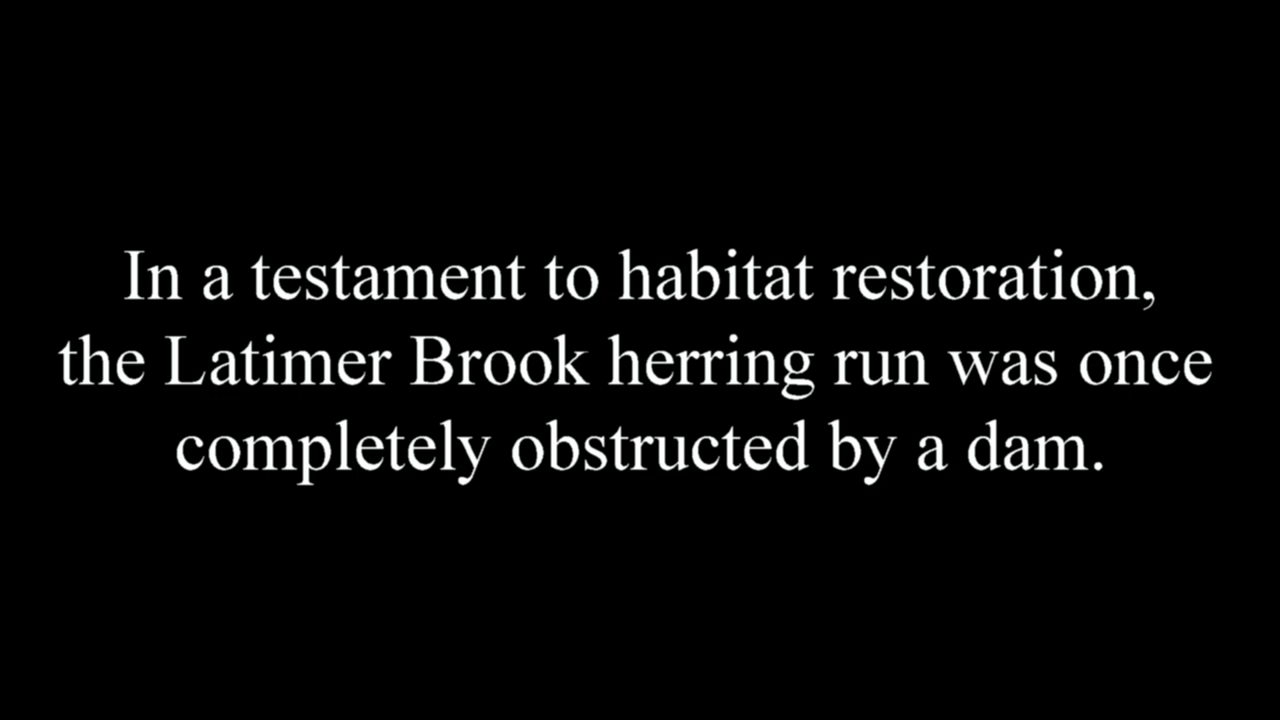 In a testament to habitat restoration,
the Latimer Brook herring run was once
completely obstructed by a dam.